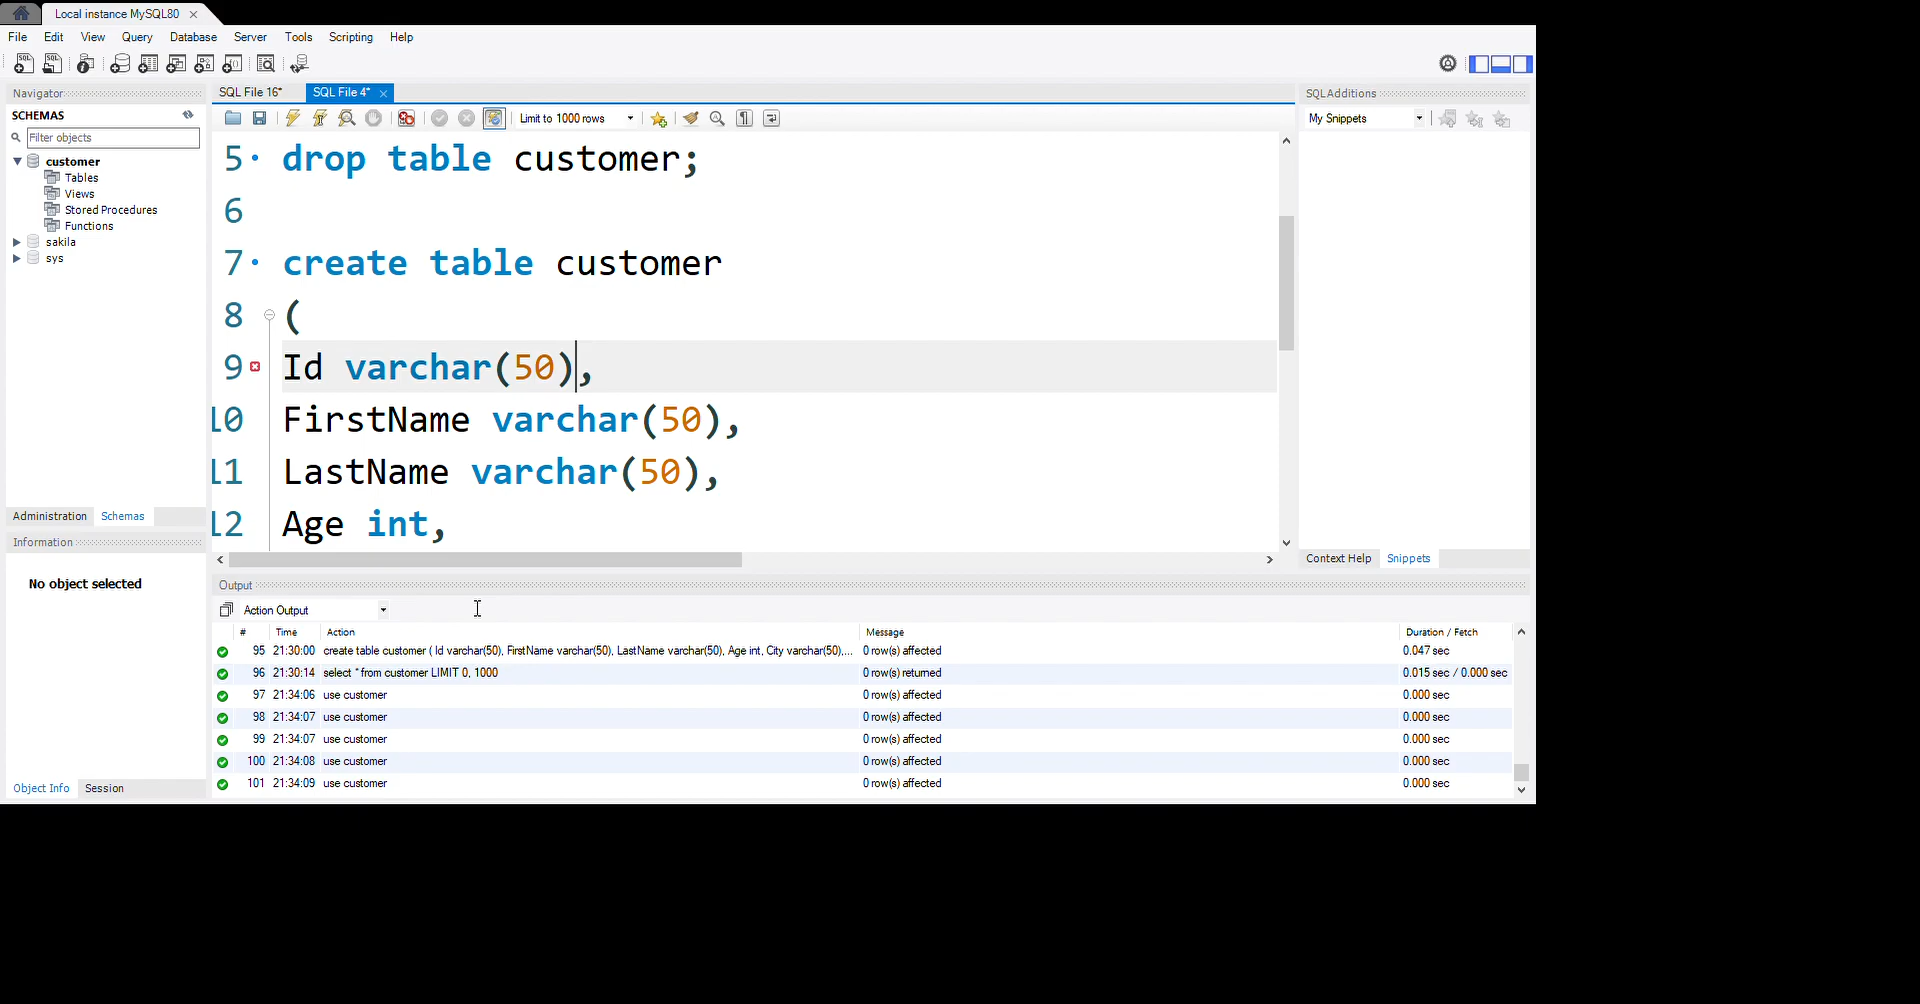 Local instance MySQL80
File Edit View Query Database Server Tools Scripting Help
Navigator
SCHEMAS
Filter objects
customer
Tables
Views
Stored Procedures
Functions
sakila
sys
Administration Schemas
Information
No object selected
Object Info Session
SQL File 16* SQL File 4*
Limit to 1000 rows
5 drop table customer;
6
7 create table customer
8 (
9 Id varchar(50),
10 FirstName varchar(50),
11 LastName varchar(50),
12 Age int,
SQLAdditions
My Snippets
Context Help Snippets
Output
Action Output
# Time Action Message Duration / Fetch
95 21:30:00 create table customer ( Id varchar(50), FirstName varchar(50), LastName varchar(50), Age int, City varchar(50),... 0 row(s) affected 0.047 sec
96 21:30:14 select * from customer LIMIT 0, 1000 0 row(s) returned 0.015 sec / 0.000 sec
97 21:34:06 use customer 0 row(s) affected 0.000 sec
98 21:34:07 use customer 0 row(s) affected 0.000 sec
99 21:34:07 use customer 0 row(s) affected 0.000 sec
100 21:34:08 use customer 0 row(s) affected 0.000 sec
101 21:34:09 use customer 0 row(s) affected 0.000 sec